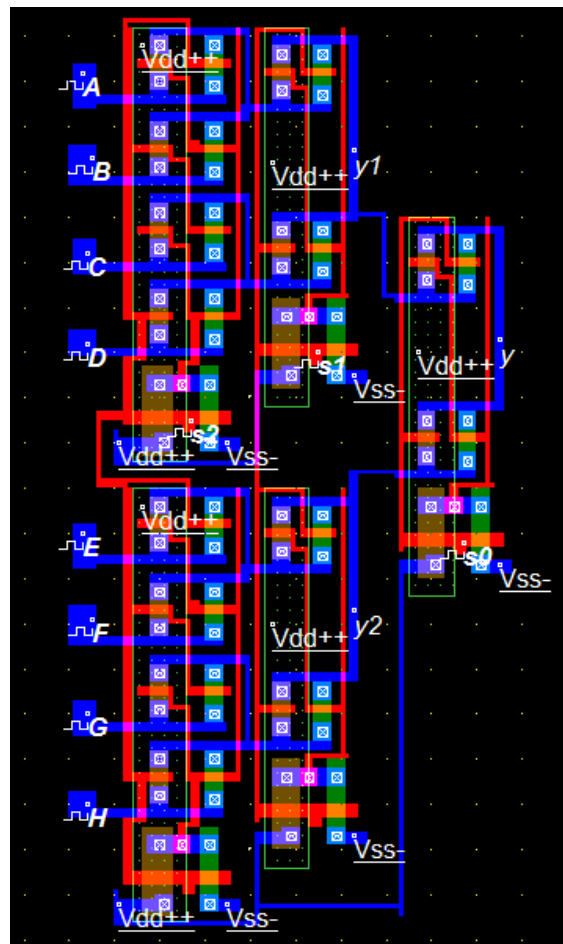 Vdd++
A
B
Vdd++
y1
C
D
s1
Vdd++
y
Vss-
s2
Vdd++
Vss-
Vdd++
E
s0
Vss-
F
Vdd++
y2
G
H
Vss-
Vdd++
Vss-